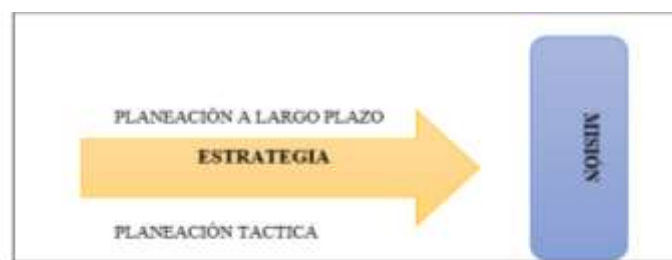 PLANEACIÓN A LARGO PLAZO
ESTRATEGIA
PLANEACIÓN TACTICA
MISIÓN